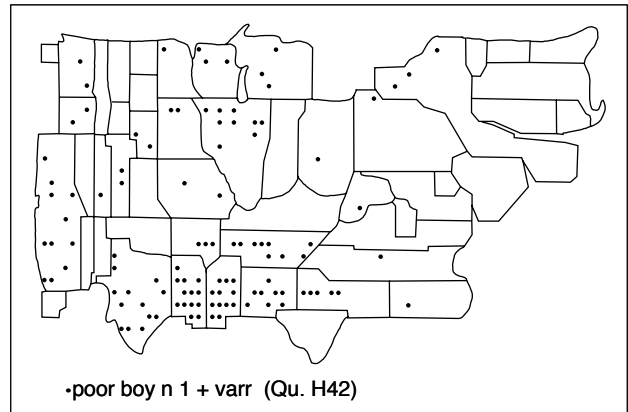 •poor boy n 1 + varr (Qu. H42)